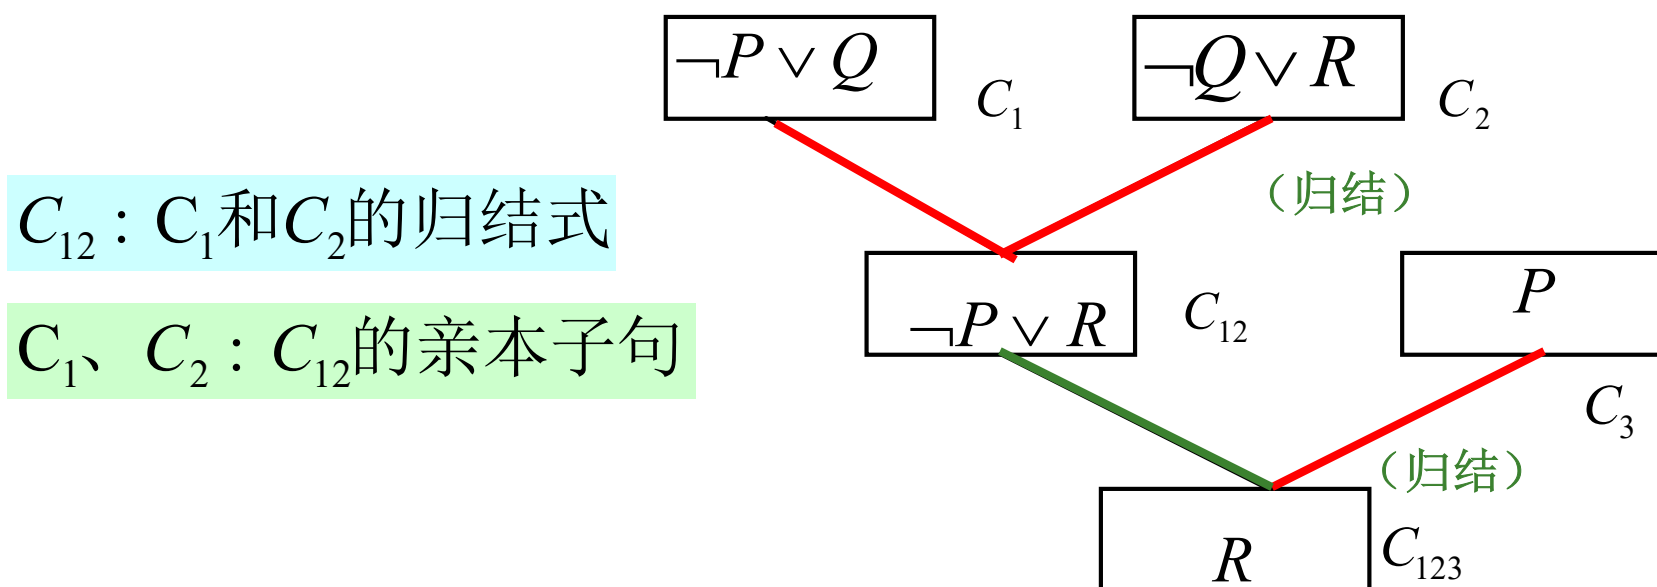 ¬P∨Q
C₁
¬Q∨R
C₂
（归结）
C₁₂：C₁和C₂的归结式
¬P∨R
C₁₂
P
C₁、C₂：C₁₂的亲本子句
C₃
（归结）
R
C₁₂₃